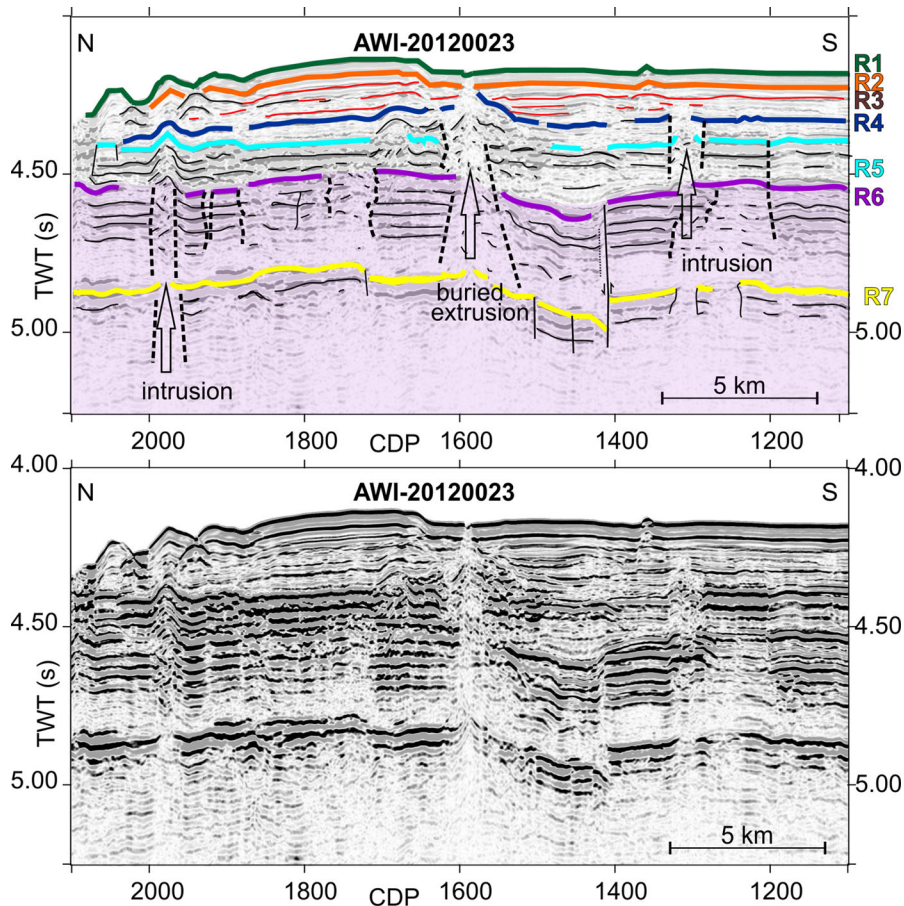 N
AWI-20120023
S
R1
R2
R3
R4
4.50
R5
4.50
R6
TWT (s)
intrusion
buried
extrusion
R7
5.00
5.00
intrusion
5 km
2000
1800
CDP
1600
1400
1200
4.00
4.00
N
AWI-20120023
S
4.50
4.50
TWT (s)
5.00
5.00
5 km
2000
1800
CDP
1600
1400
1200